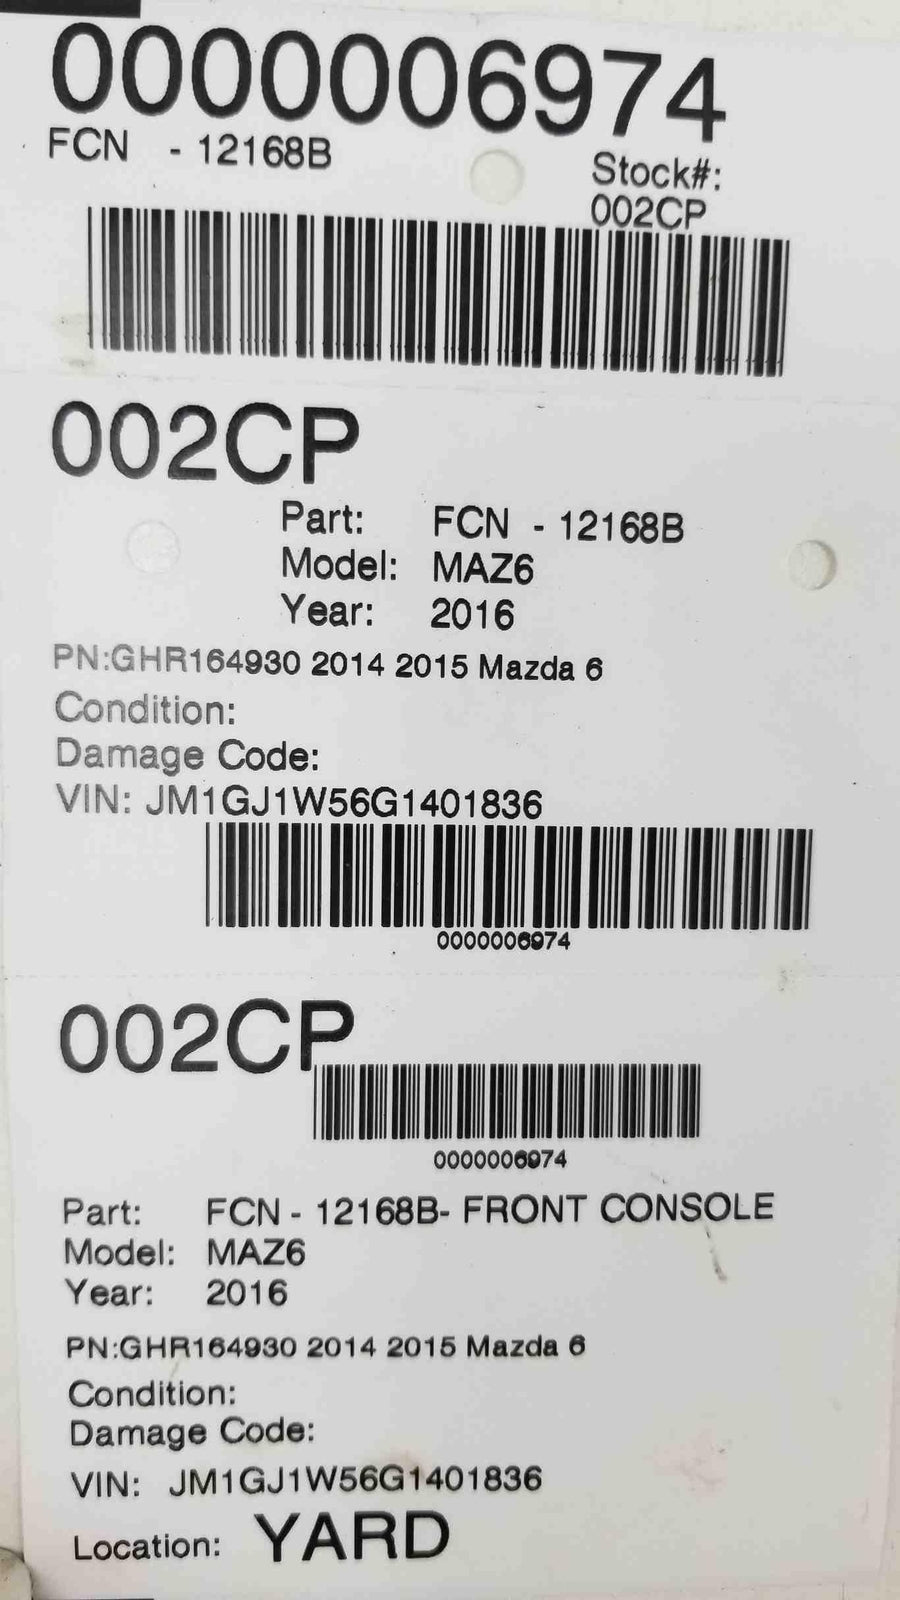 0000006974
FCN - 12168B
Stock#:
002CP
002CP
Part: FCN - 12168B
Model: MAZ6
Year: 2016
PN:GHR164930 2014 2015 Mazda 6
Condition:
Damage Code:
VIN: JM1GJ1W56G1401836
0000006974
002CP
0000006974
Part: FCN - 12168B- FRONT CONSOLE
Model: MAZ6
Year: 2016
PN:GHR164930 2014 2015 Mazda 6
Condition:
Damage Code:
VIN: JM1GJ1W56G1401836
Location: YARD